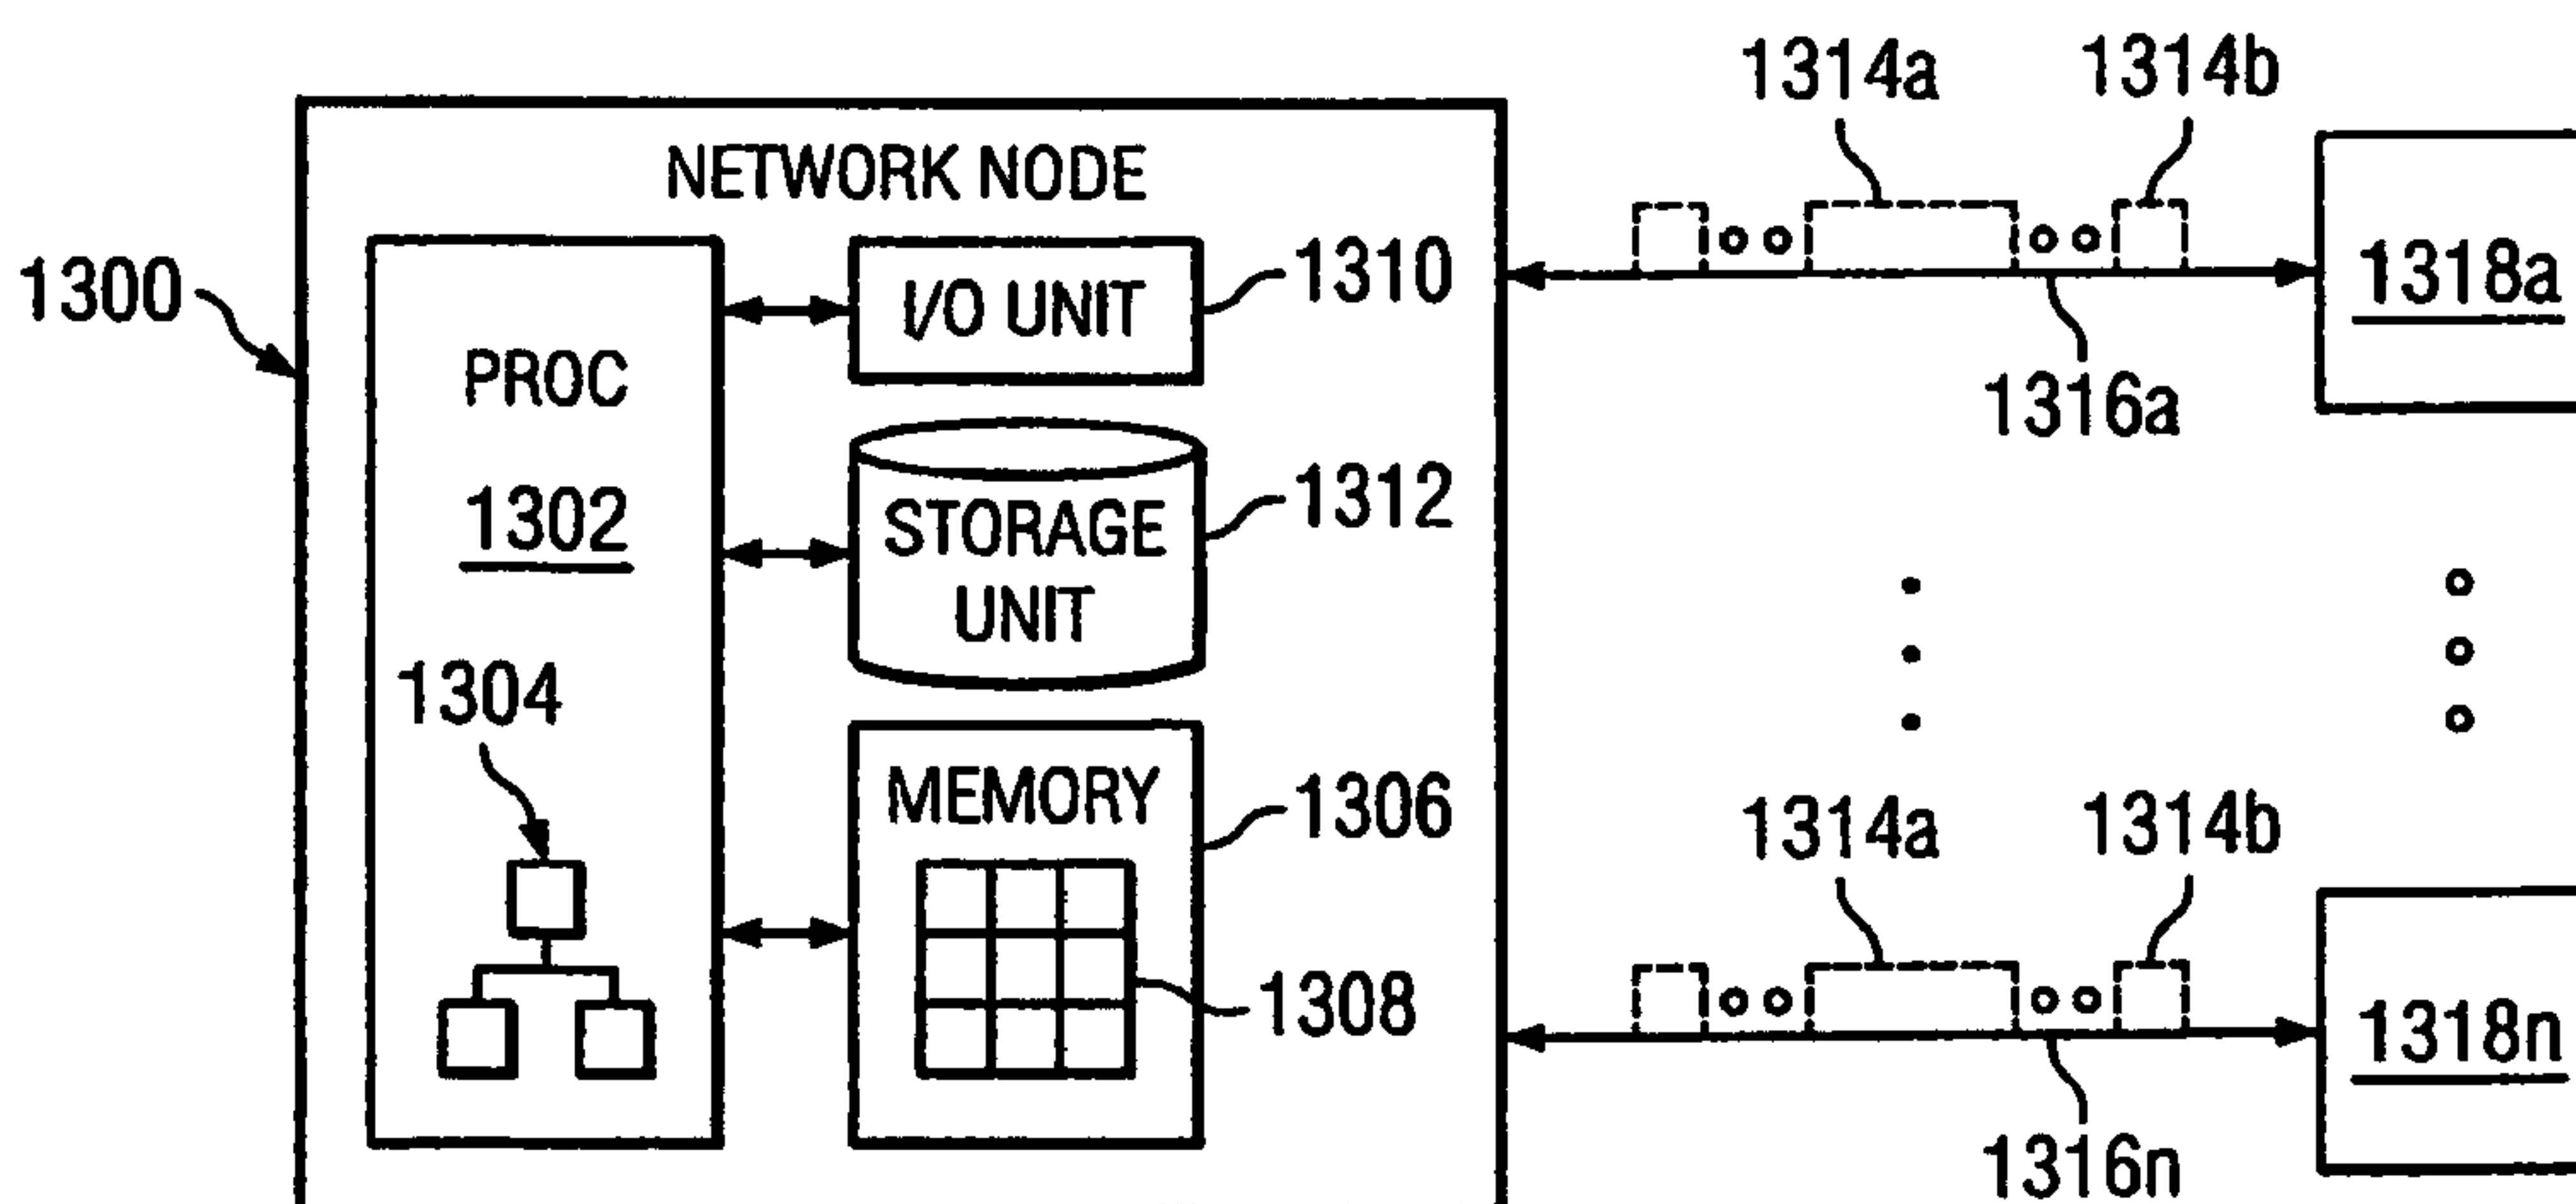 NETWORK NODE
1300
PROC
1302
1304
I/O UNIT
1310
STORAGE
UNIT
1312
MEMORY
1306
1308
1314a
1314b
1316a
1318a
1314a
1314b
1316n
1318n